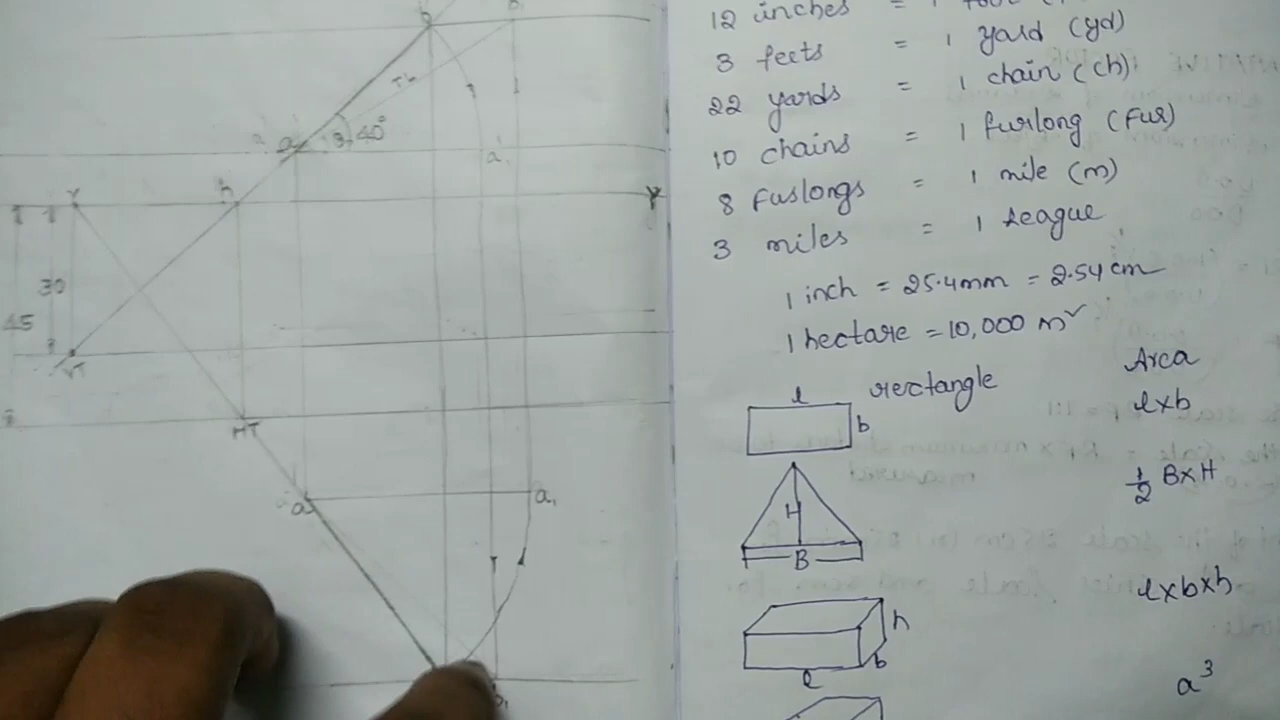 b'
TL
a'
40°
a'
h
Y
30
45
VT
HT
a
a₁
b₁
12 inches =
3 feets = 1 yard (yd)
22 yards = 1 chain (ch)
10 chains = 1 furlong (fur)
8 furlongs = 1 mile (m)
3 miles = 1 league
1 inch = 25.4mm = 2.54 cm
1 hectare = 10,000 m²
Area
l rectangle l×b
b
½ B×H
H
B
l×b×h
h
b
l
a³